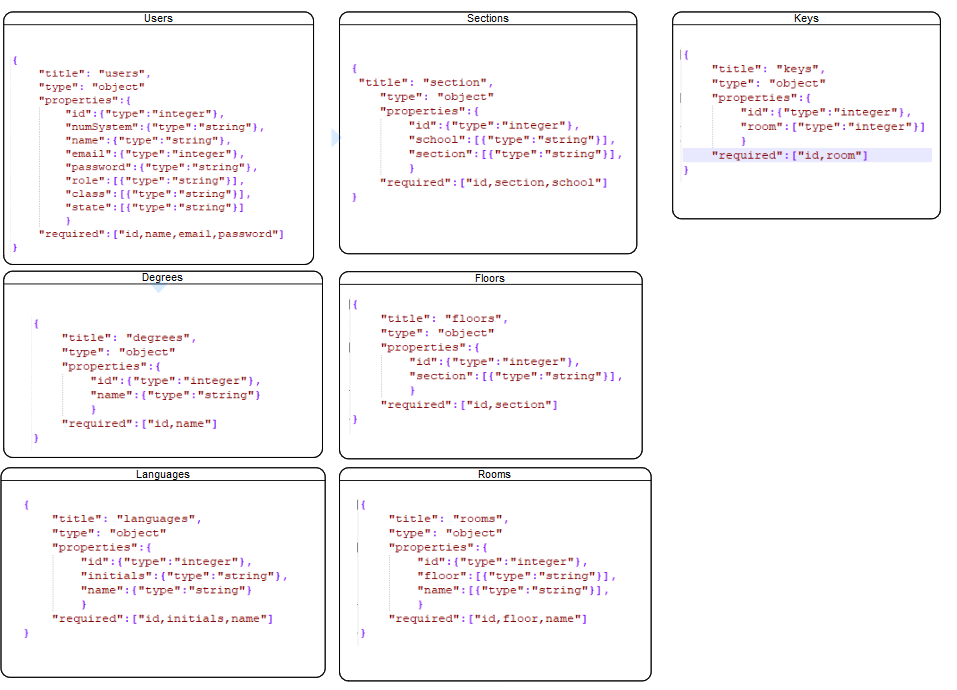 Users
{
"title": "users",
"type": "object"
"properties":{
"id":{"type":"integer"},
"numSystem":{"type":"string"},
"name":{"type":"string"},
"email":{"type":"integer"},
"password":{"type":"string"},
"role":[{"type":"string"}],
"class":[{"type":"string"}],
"state":[{"type":"string"}]
}
"required":["id,name,email,password"]
}
Sections
{
"title": "section",
"type": "object"
"properties":{
"id":{"type":"integer"},
"school":[{"type":"string"}],
"section":[{"type":"string"}],
}
"required":["id,section,school"]
}
Keys
{
"title": "keys",
"type": "object"
"properties":{
"id":{"type":"integer"},
"room":["type":"integer"}]
}
"required":["id,room"]
}
Degrees
{
"title": "degrees",
"type": "object"
"properties":{
"id":{"type":"integer"},
"name":{"type":"string"}
}
"required":["id,name"]
}
Floors
{
"title": "floors",
"type": "object"
"properties":{
"id":{"type":"integer"},
"section":[{"type":"string"}],
}
"required":["id,section"]
}
Languages
{
"title": "languages",
"type": "object"
"properties":{
"id":{"type":"integer"},
"initials":{"type":"string"},
"name":{"type":"string"}
}
"required":["id,initials,name"]
}
Rooms
{
"title": "rooms",
"type": "object"
"properties":{
"id":{"type":"integer"},
"floor":[{"type":"string"}],
"name":[{"type":"string"}],
}
"required":["id,floor,name"]
}